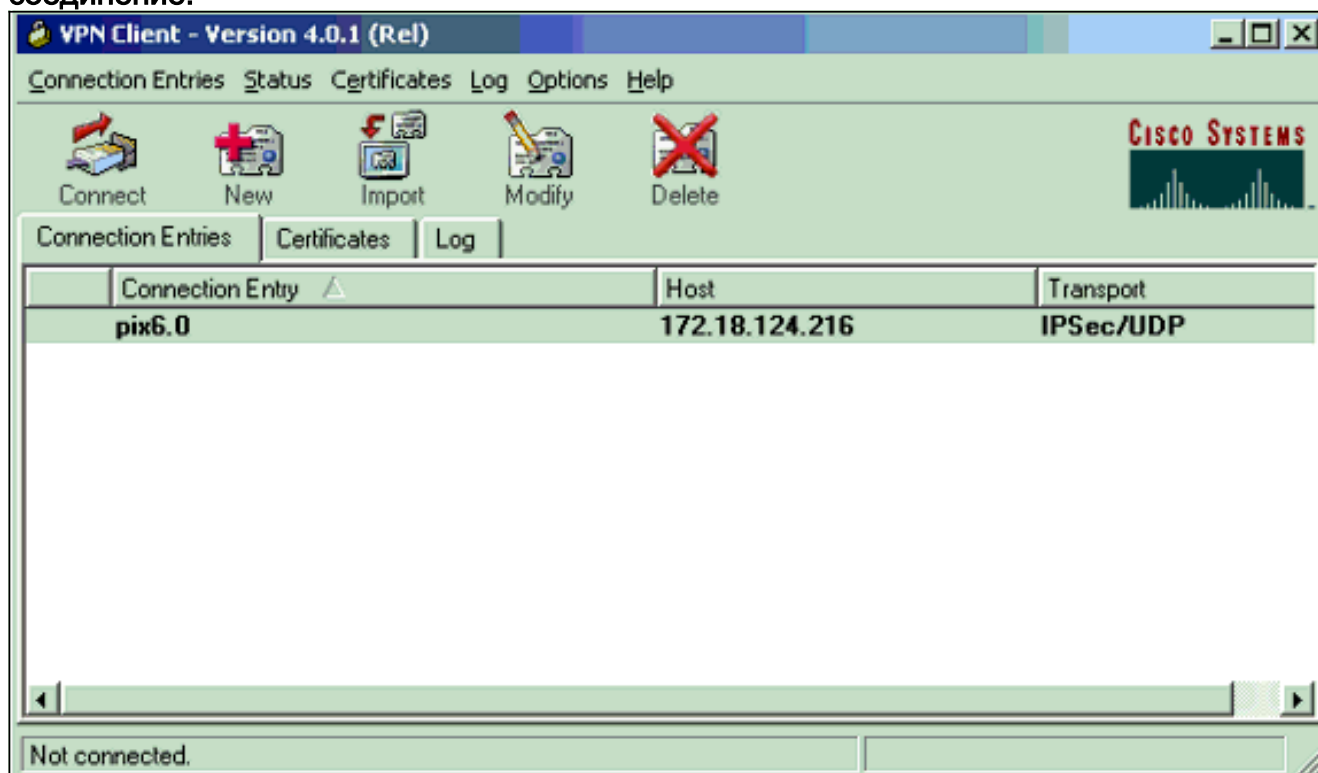 соединение.
VPN Client - Version 4.0.1 (Rel)
Connection Entries Status Certificates Log Options Help
CISCO SYSTEMS
Connect New Import Modify Delete
Connection Entries Certificates Log
Connection Entry Host Transport
pix6.0 172.18.124.216 IPSec/UDP
Not connected.